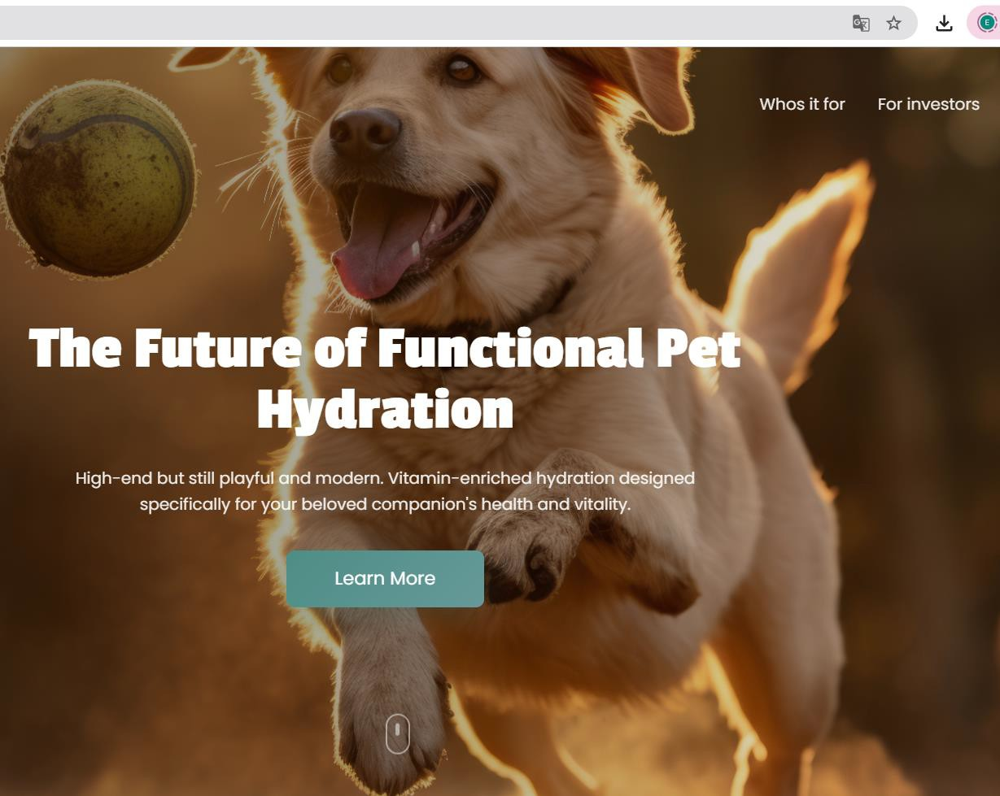 E
Whos it for
For investors
The Future of Functional Pet
Hydration
High-end but still playful and modern. Vitamin-enriched hydration designed
specifically for your beloved companion's health and vitality.
Learn More